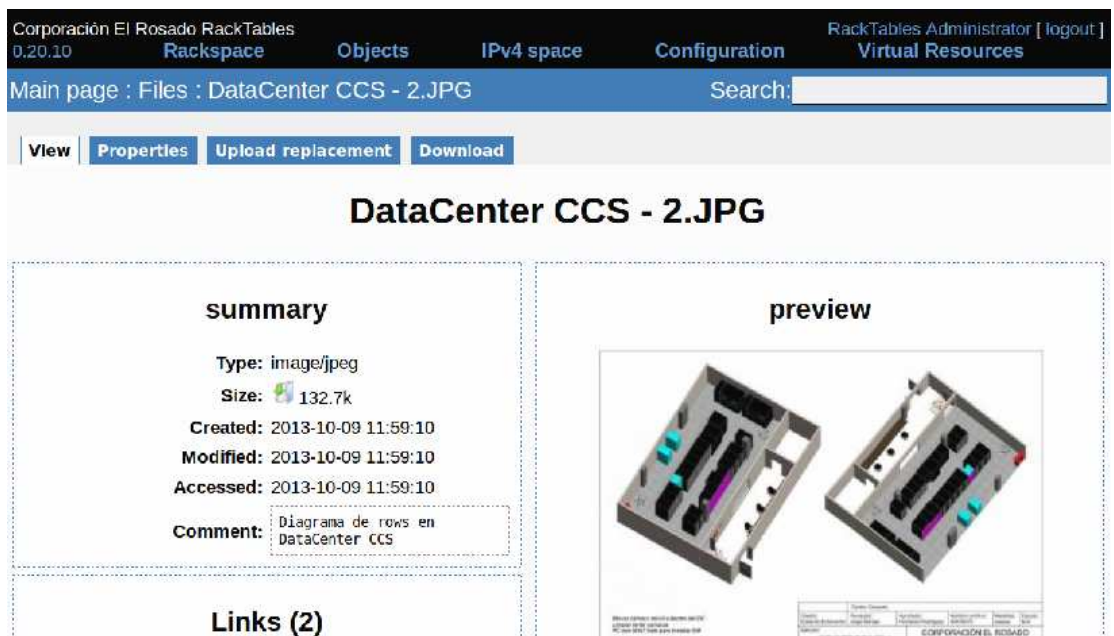 Corporación El Rosado RackTables
RackTables Administrator [ logout ]
0.20.10 Rackspace Objects IPv4 space Configuration Virtual Resources
Main page : Files : DataCenter CCS - 2.JPG Search:
View Properties Upload replacement Download
DataCenter CCS - 2.JPG
summary
Type: image/jpeg
Size: 132.7k
Created: 2013-10-09 11:59:10
Modified: 2013-10-09 11:59:10
Accessed: 2013-10-09 11:59:10
Comment: Diagrama de rows en
DataCenter CCS
Links (2)
preview
CORPORACIÓN EL ROSADO